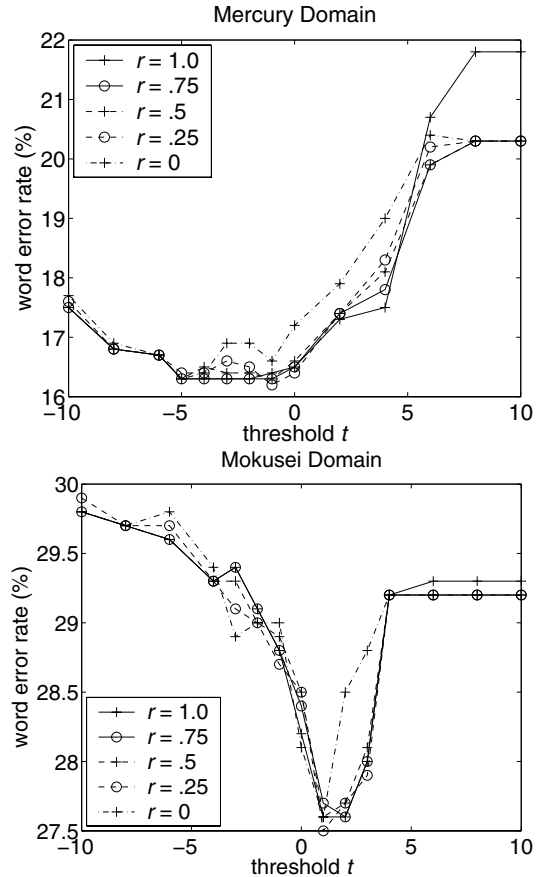 Mercury Domain
22
21
20
19
18
17
16
word error rate (%)
r = 1.0
r = .75
r = .5
r = .25
r = 0
−10
−5
0
5
10
threshold t
Mokusei Domain
30
29.5
29
28.5
28
27.5
word error rate (%)
r = 1.0
r = .75
r = .5
r = .25
r = 0
−10
−5
0
5
10
threshold t